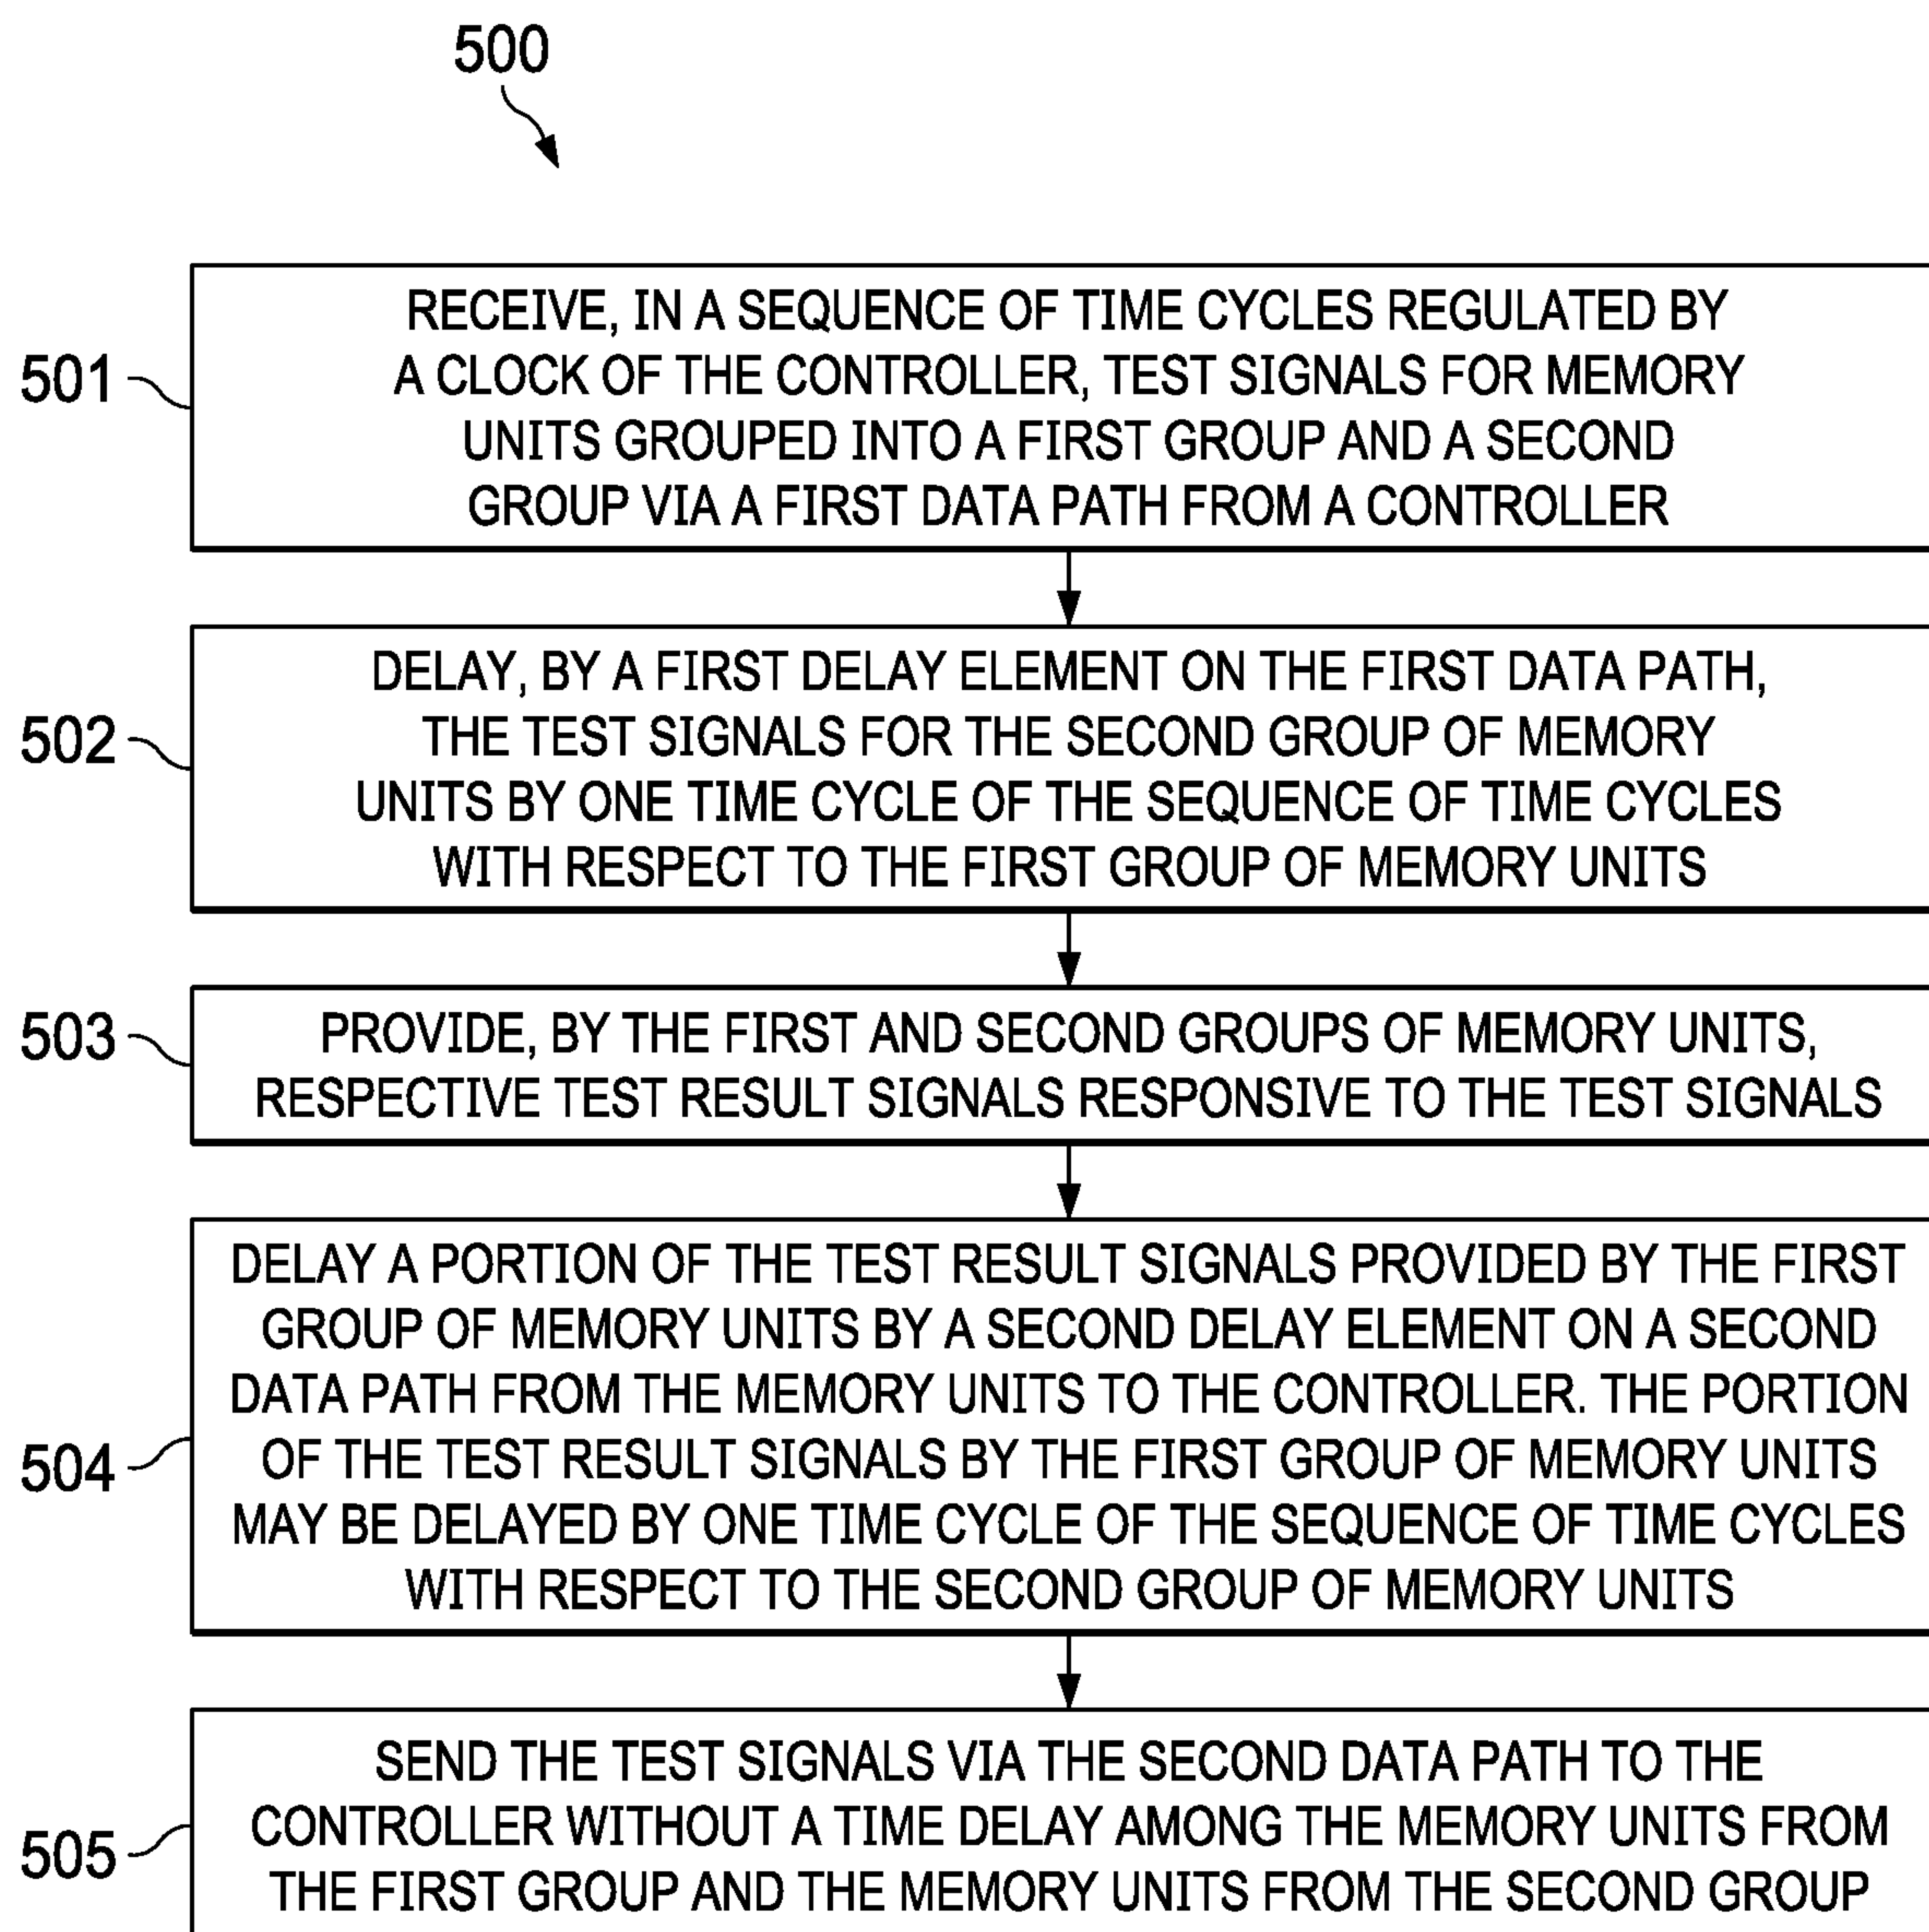 500
501
RECEIVE, IN A SEQUENCE OF TIME CYCLES REGULATED BY
A CLOCK OF THE CONTROLLER, TEST SIGNALS FOR MEMORY
UNITS GROUPED INTO A FIRST GROUP AND A SECOND
GROUP VIA A FIRST DATA PATH FROM A CONTROLLER
502
DELAY, BY A FIRST DELAY ELEMENT ON THE FIRST DATA PATH,
THE TEST SIGNALS FOR THE SECOND GROUP OF MEMORY
UNITS BY ONE TIME CYCLE OF THE SEQUENCE OF TIME CYCLES
WITH RESPECT TO THE FIRST GROUP OF MEMORY UNITS
503
PROVIDE, BY THE FIRST AND SECOND GROUPS OF MEMORY UNITS,
RESPECTIVE TEST RESULT SIGNALS RESPONSIVE TO THE TEST SIGNALS
504
DELAY A PORTION OF THE TEST RESULT SIGNALS PROVIDED BY THE FIRST
GROUP OF MEMORY UNITS BY A SECOND DELAY ELEMENT ON A SECOND
DATA PATH FROM THE MEMORY UNITS TO THE CONTROLLER. THE PORTION
OF THE TEST RESULT SIGNALS BY THE FIRST GROUP OF MEMORY UNITS
MAY BE DELAYED BY ONE TIME CYCLE OF THE SEQUENCE OF TIME CYCLES
WITH RESPECT TO THE SECOND GROUP OF MEMORY UNITS
505
SEND THE TEST SIGNALS VIA THE SECOND DATA PATH TO THE
CONTROLLER WITHOUT A TIME DELAY AMONG THE MEMORY UNITS FROM
THE FIRST GROUP AND THE MEMORY UNITS FROM THE SECOND GROUP